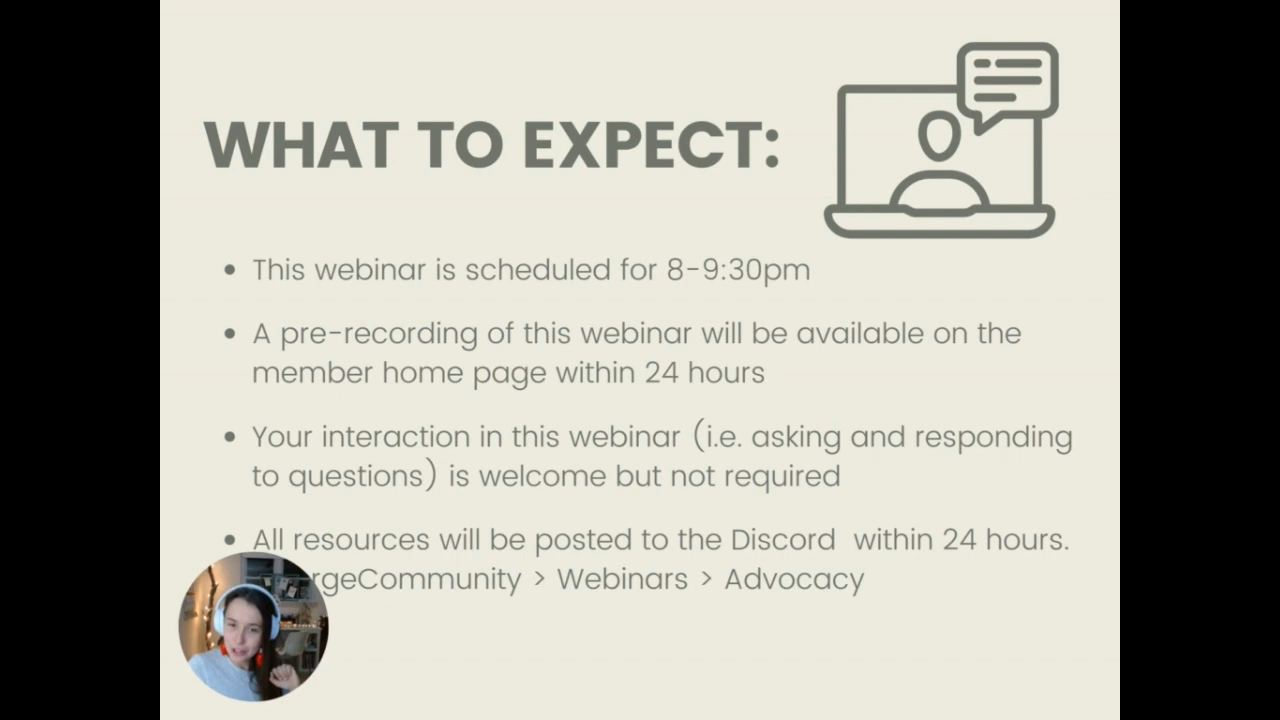 WHAT TO EXPECT:
• This webinar is scheduled for 8-9:30pm
• A pre-recording of this webinar will be available on the
member home page within 24 hours
• Your interaction in this webinar (i.e. asking and responding
to questions) is welcome but not required
• All resources will be posted to the Discord within 24 hours.
> Webinars > Advocacy